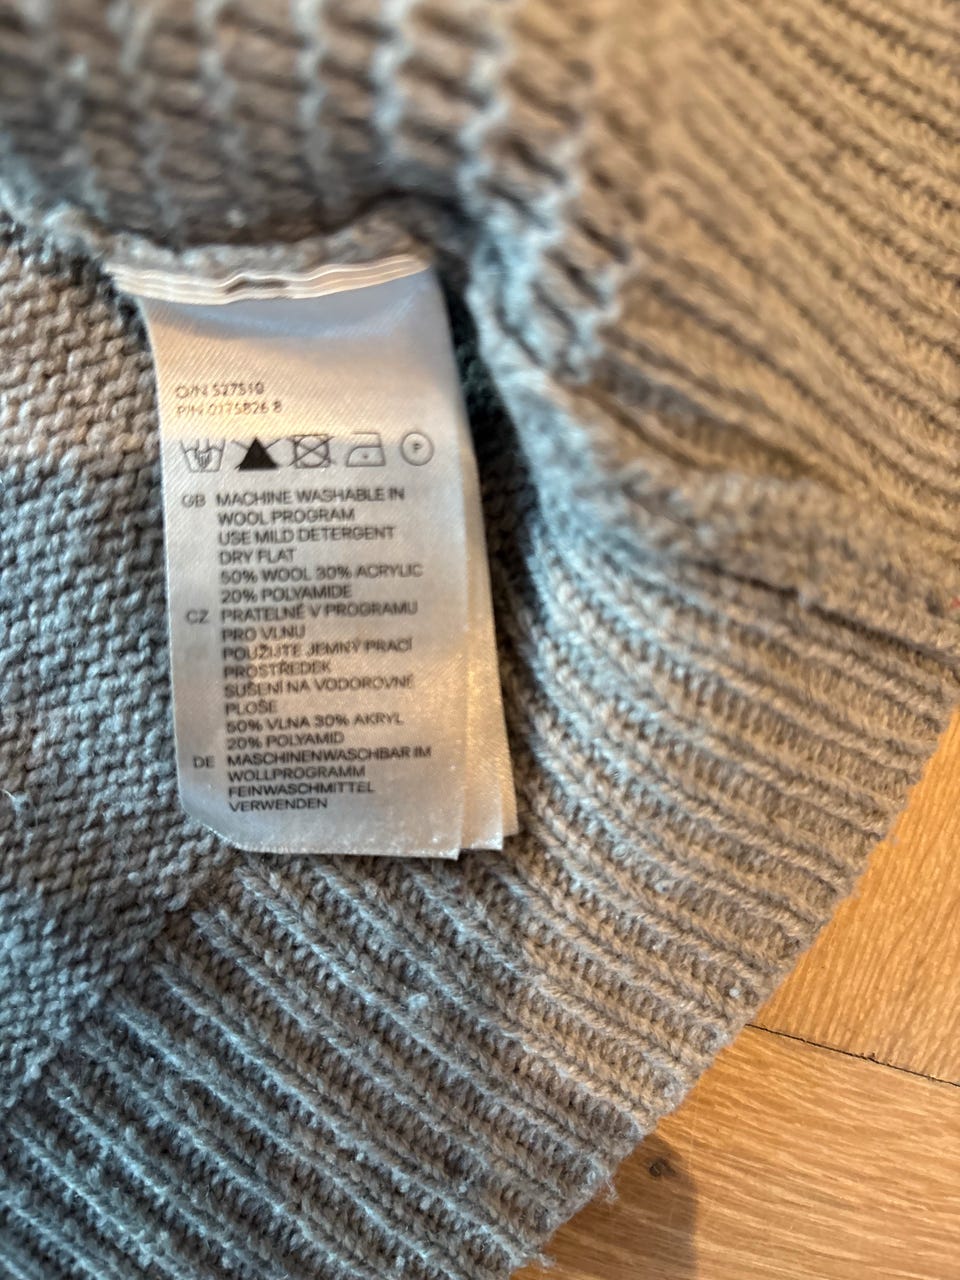 O/N 527510
P/N 0175826 8
P
GB MACHINE WASHABLE IN
WOOL PROGRAM
USE MILD DETERGENT
DRY FLAT
50% WOOL 30% ACRYLIC
20% POLYAMIDE
CZ PRATELNÉ V PROGRAMU
PRO VLNU
POUŽIJTE JEMNÝ PRACÍ
PROSTŘEDEK
SUŠENÍ NA VODOROVNÉ
PLOŠE
50% VLNA 30% AKRYL
20% POLYAMID
DE MASCHINENWASCHBAR IM
WOLLPROGRAMM
FEINWASCHMITTEL
VERWENDEN